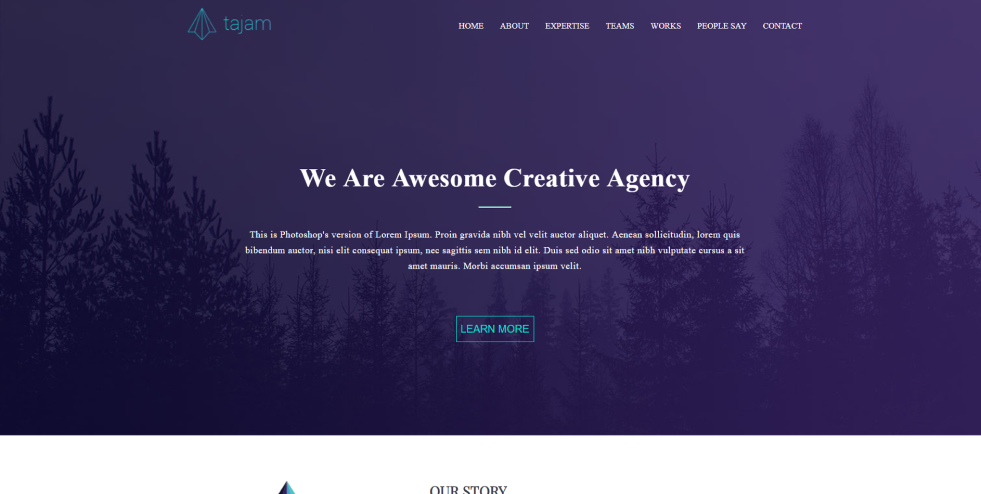 tajam
HOME ABOUT EXPERTISE TEAMS WORKS PEOPLE SAY CONTACT
We Are Awesome Creative Agency
This is Photoshop's version of Lorem Ipsum. Proin gravida nibh vel velit auctor aliquet. Aenean sollicitudin, lorem quis
bibendum auctor, nisi elit consequat ipsum, nec sagittis sem nibh id elit. Duis sed odio sit amet nibh vulputate cursus a sit
amet mauris. Morbi accumsan ipsum velit.
LEARN MORE
OUR STORY